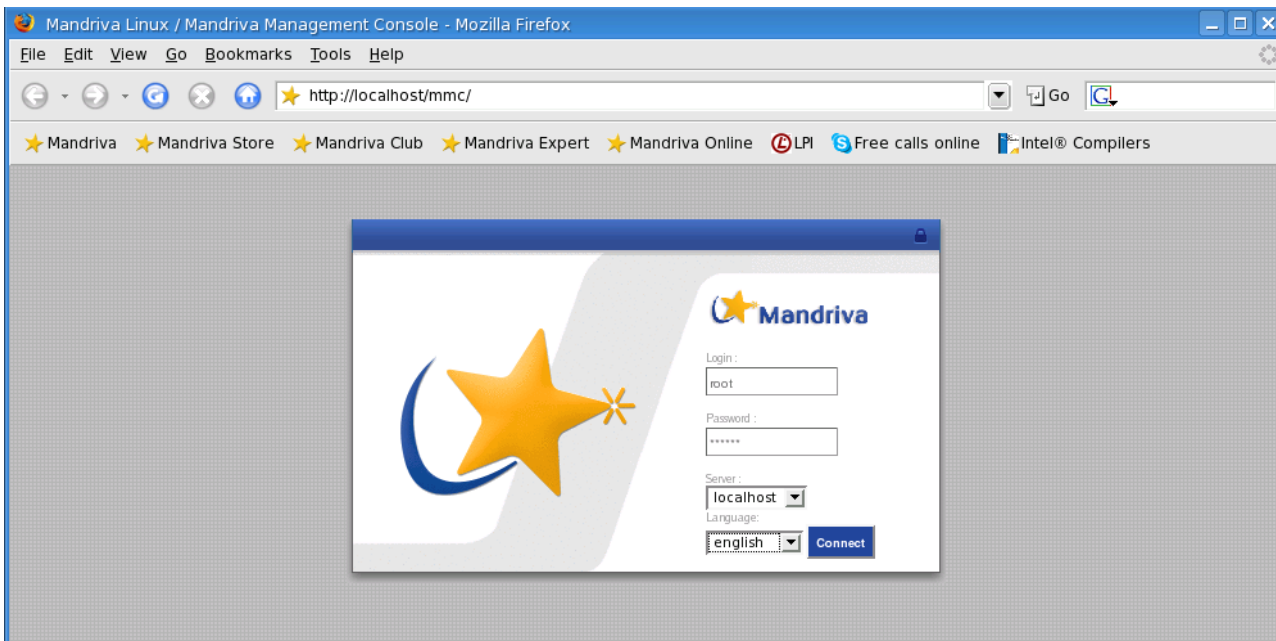 Mandriva Linux / Mandriva Management Console - Mozilla Firefox
File Edit View Go Bookmarks Tools Help
http://localhost/mmc/ Go G
Mandriva Mandriva Store Mandriva Club Mandriva Expert Mandriva Online LPI Free calls online Intel® Compilers
Mandriva
Login :
root
Password :
******
Server :
localhost
Language:
english Connect